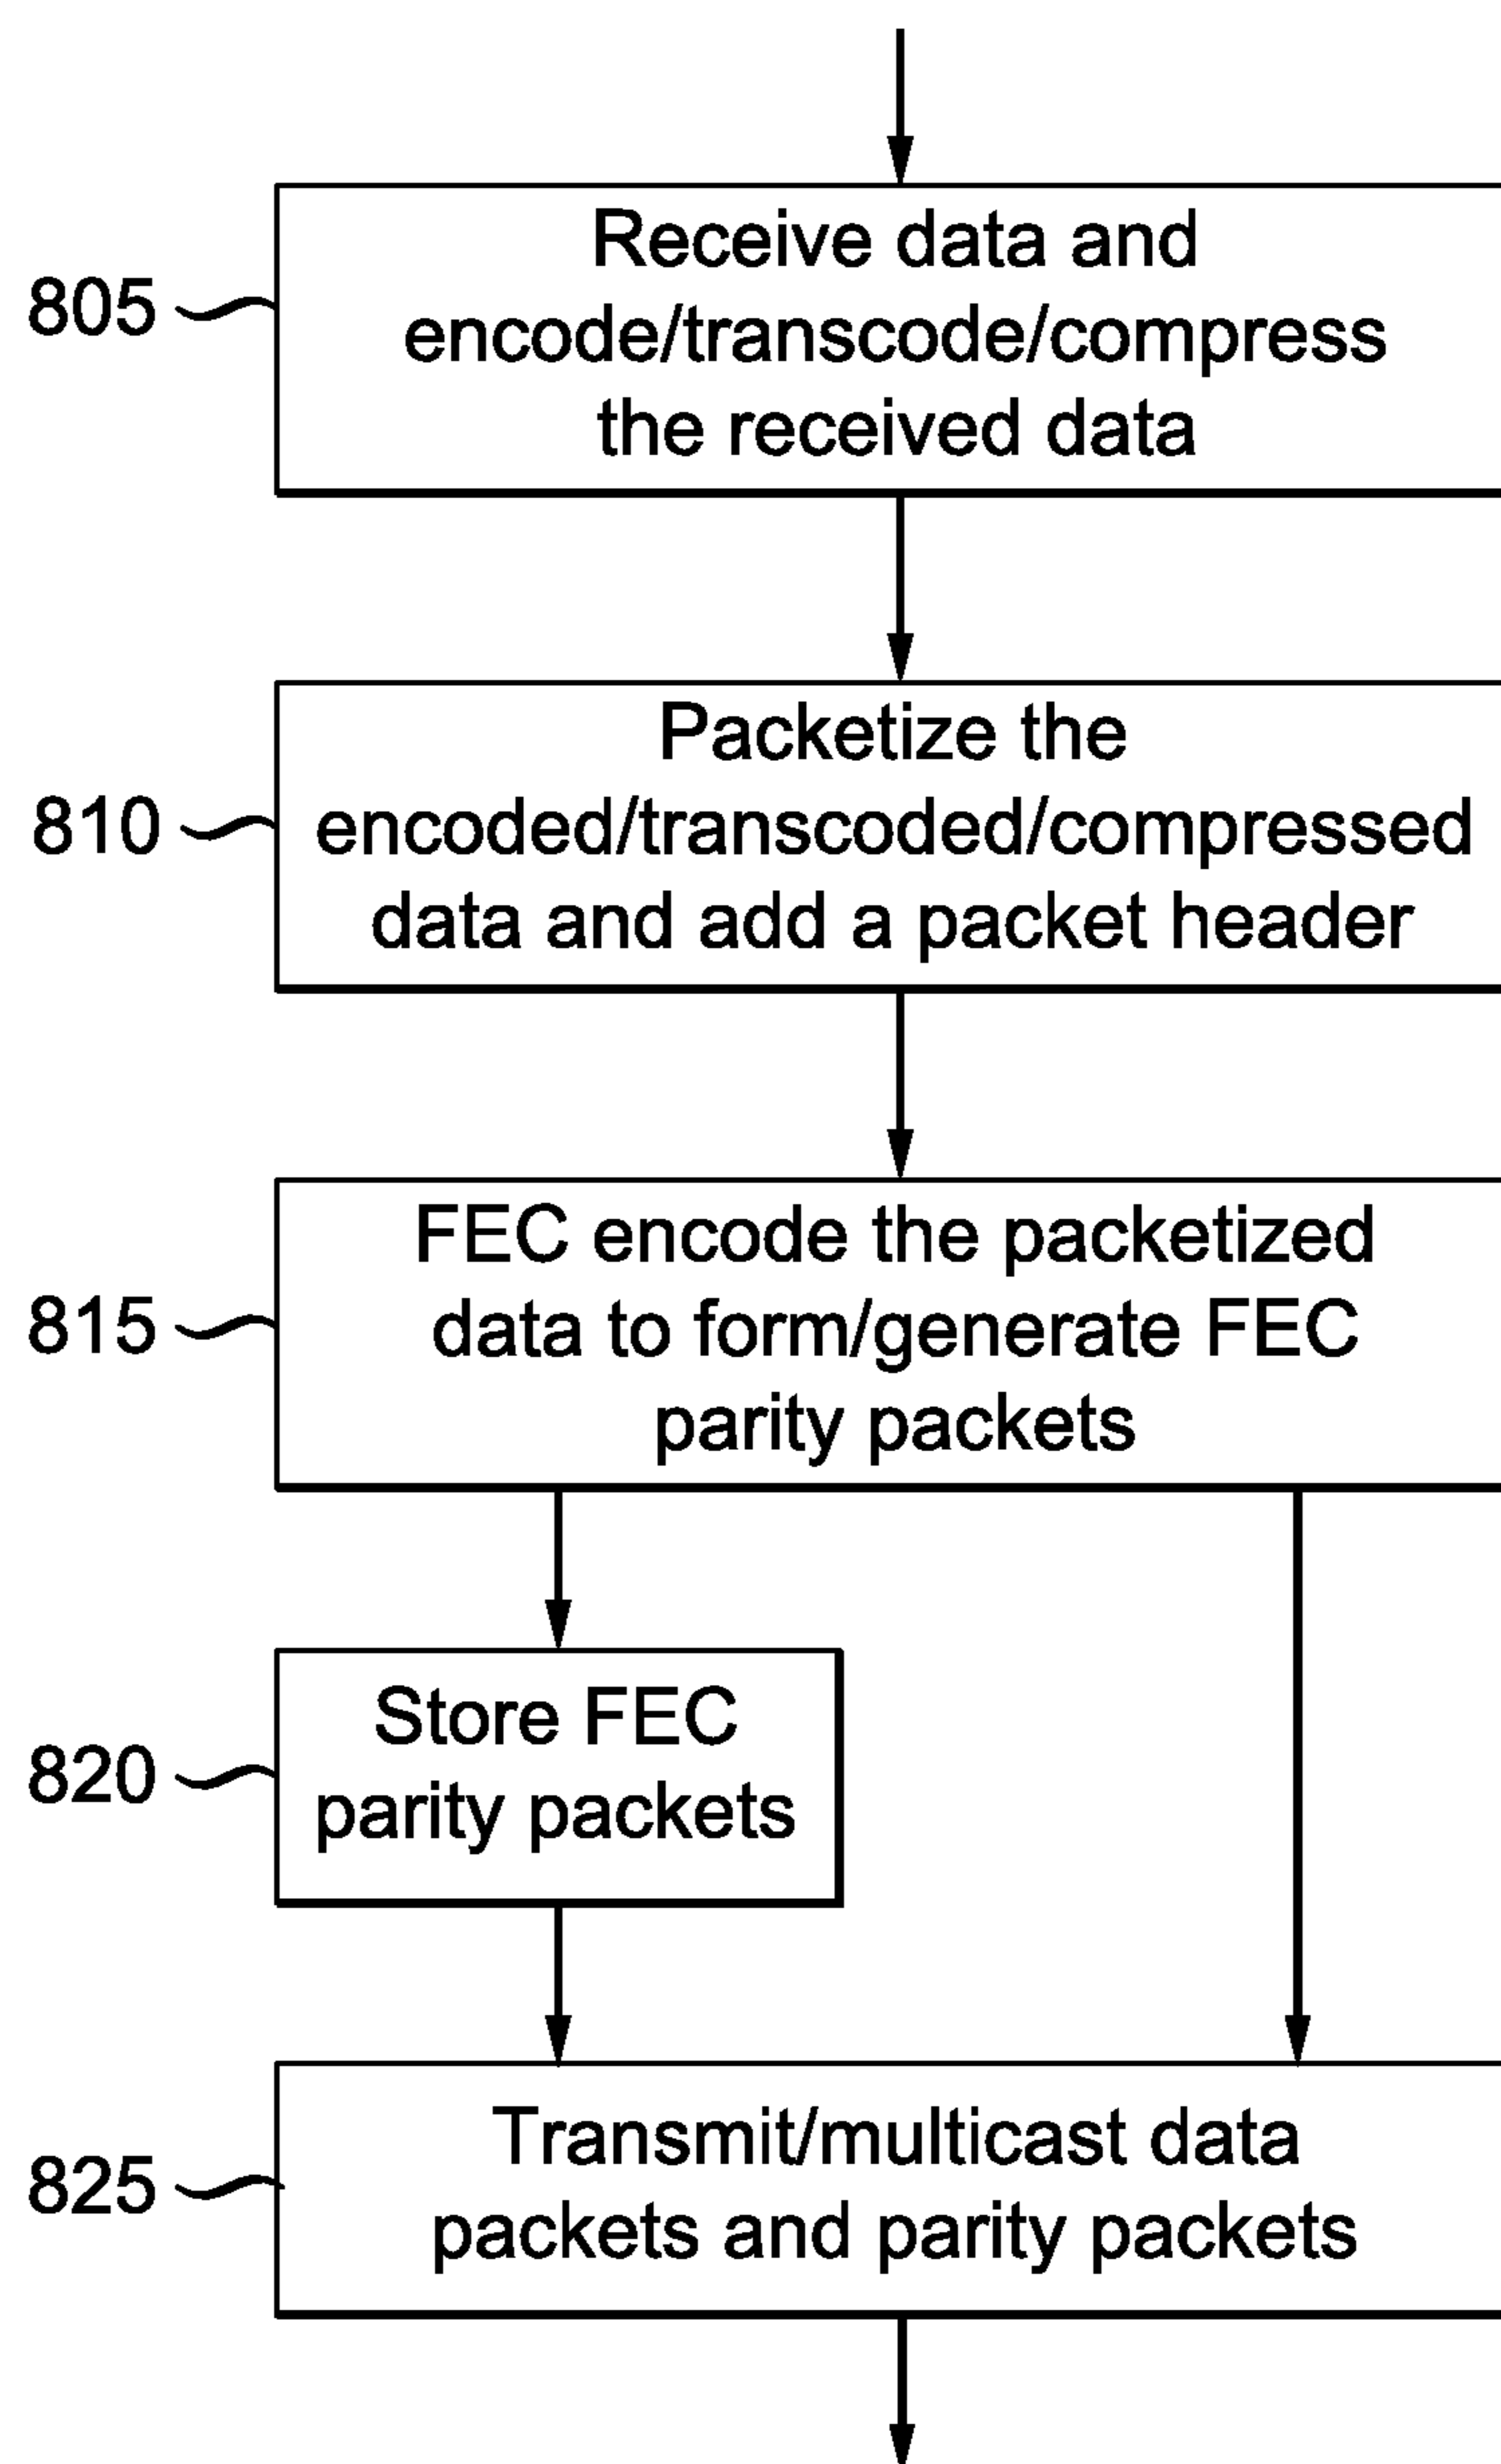 Receive data and
805
encode/transcode/compress
the received data
Packetize the
810
encoded/transcoded/compressed
data and add a packet header
FEC encode the packetized
815
data to form/generate FEC
parity packets
Store FEC
820
parity packets
Transmit/multicast data
825
packets and parity packets